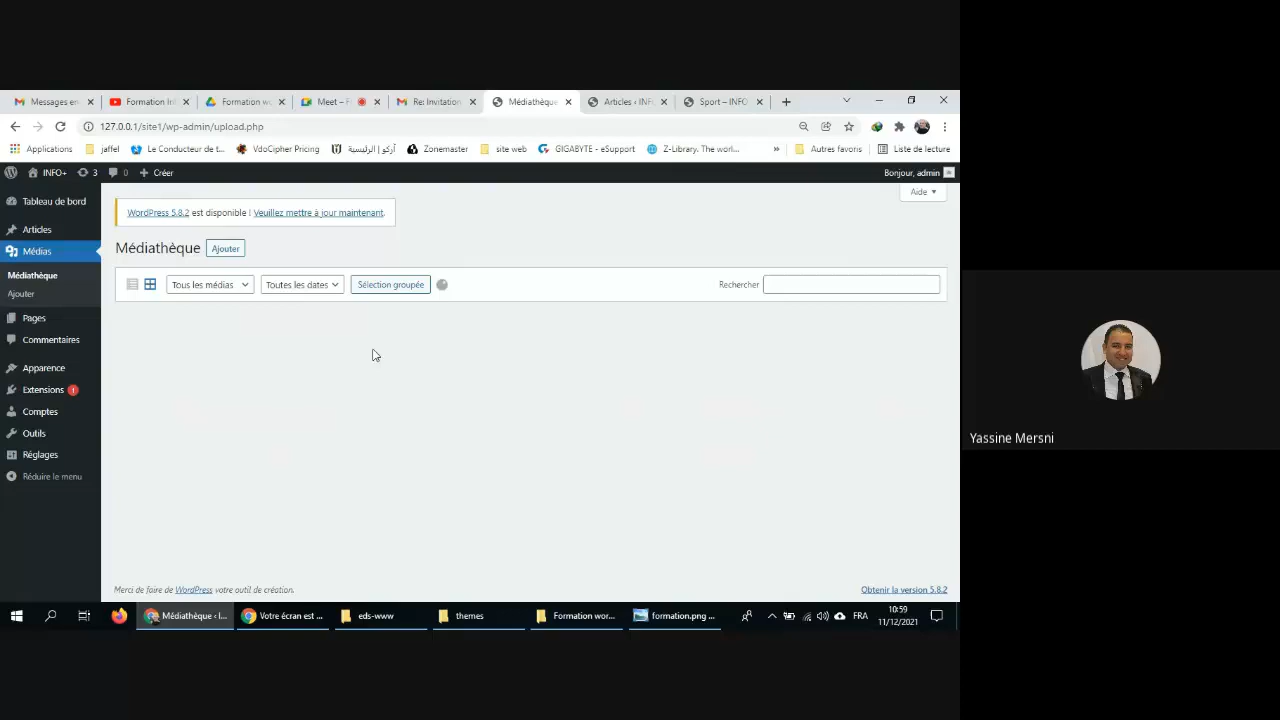 Messages en
Formation In
Formation wo
Meet – F
Re: Invitation
Médiathèque
Articles ‹ INFO
Sport – INFO
127.0.0.1/site1/wp-admin/upload.php
Applications
jaffel
Le Conducteur de t...
VdoCipher Pricing
أركو | الرئيسية
Zonemaster
site web
GIGABYTE - eSupport
Z-Library. The worl...
»
Autres favoris
Liste de lecture
INFO+
3
0
Créer
Bonjour, admin
Tableau de bord
Articles
Médias
Médiathèque
Ajouter
Pages
Commentaires
Apparence
Extensions 1
Comptes
Outils
Réglages
Réduire le menu
Aide
WordPress 5.8.2 est disponible ! Veuillez mettre à jour maintenant.
Médiathèque Ajouter
Tous les médias
Toutes les dates
Sélection groupée
Rechercher
Merci de faire de WordPress votre outil de création.
Obtenir la version 5.8.2
Médiathèque ‹ I...
Votre écran est ...
eds-www
themes
Formation wor...
formation.png ...
FRA
10:59
11/12/2021
Yassine Mersni